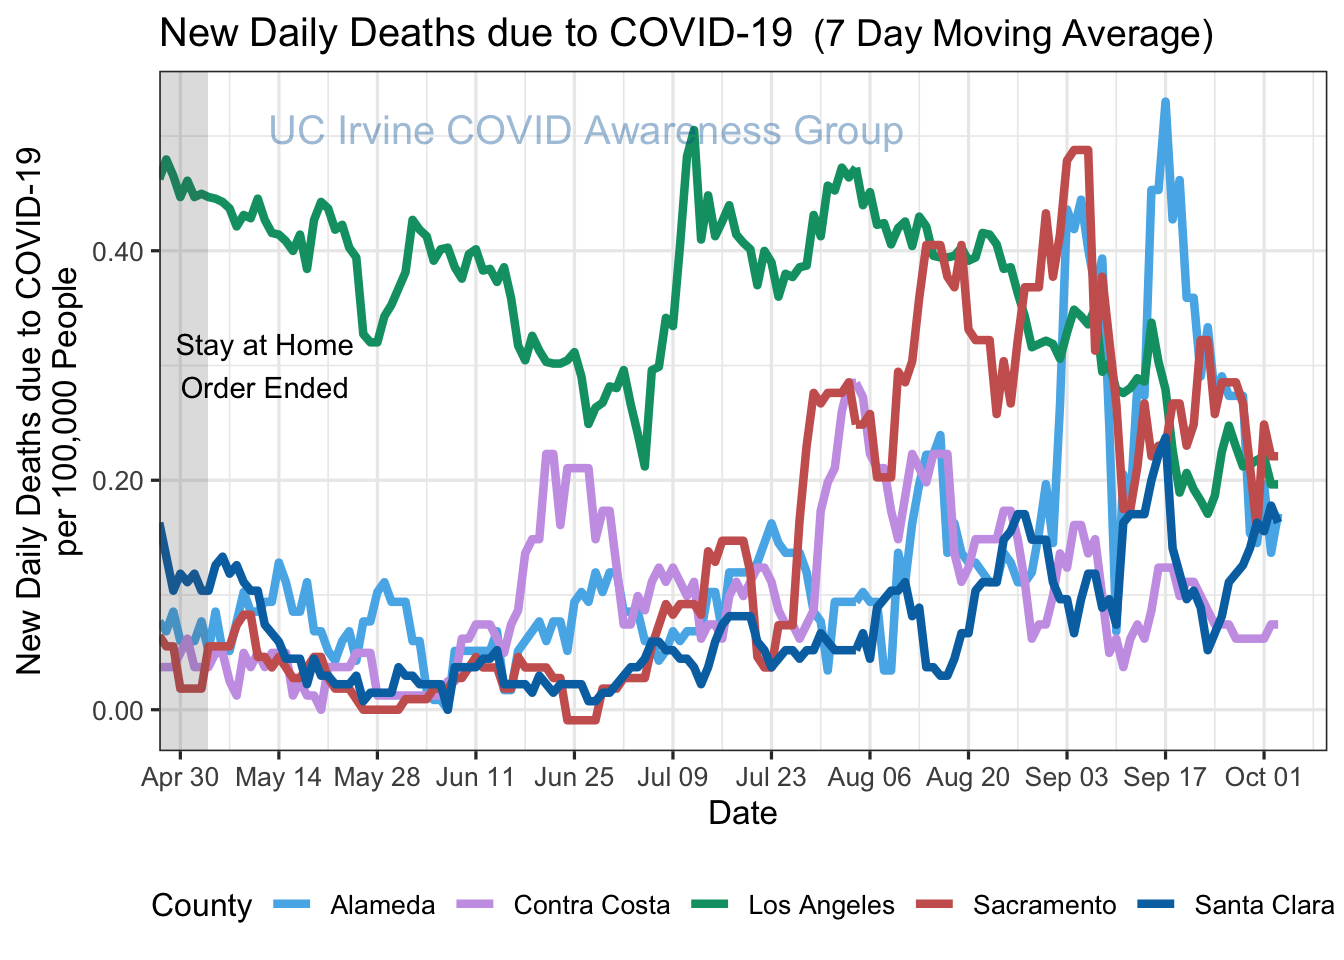 New Daily Deaths due to COVID-19 (7 Day Moving Average)
UC Irvine COVID Awareness Group
New Daily Deaths due to COVID-19
per 100,000 People
0.40
0.20
0.00
Stay at Home
Order Ended
Apr 30 May 14 May 28 Jun 11 Jun 25 Jul 09 Jul 23 Aug 06 Aug 20 Sep 03 Sep 17 Oct 01
Date
County Alameda Contra Costa Los Angeles Sacramento Santa Clara